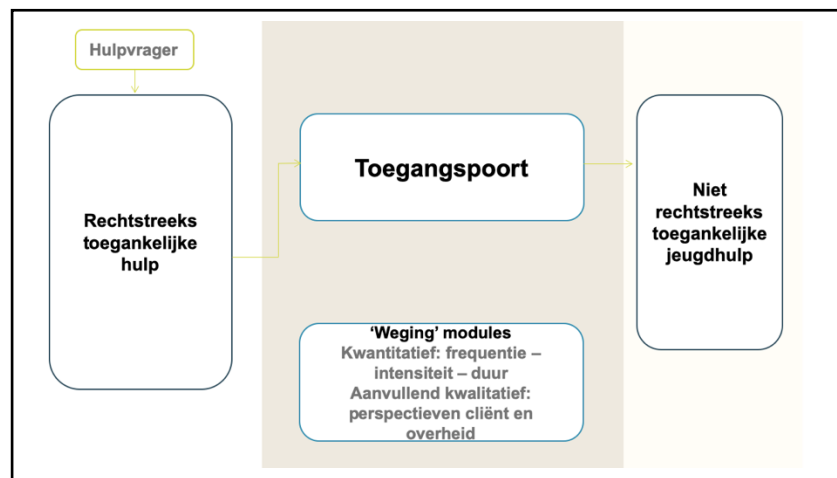 Hulpvrager
Rechtstreeks
toegankelijke
hulp
Toegangspoort
‘Weging’ modules
Kwantitatief: frequentie –
intensiteit – duur
Aanvullend kwalitatief:
perspectieven cliënt en
overheid
Niet
rechtstreeks
toegankelijke
jeugdhulp